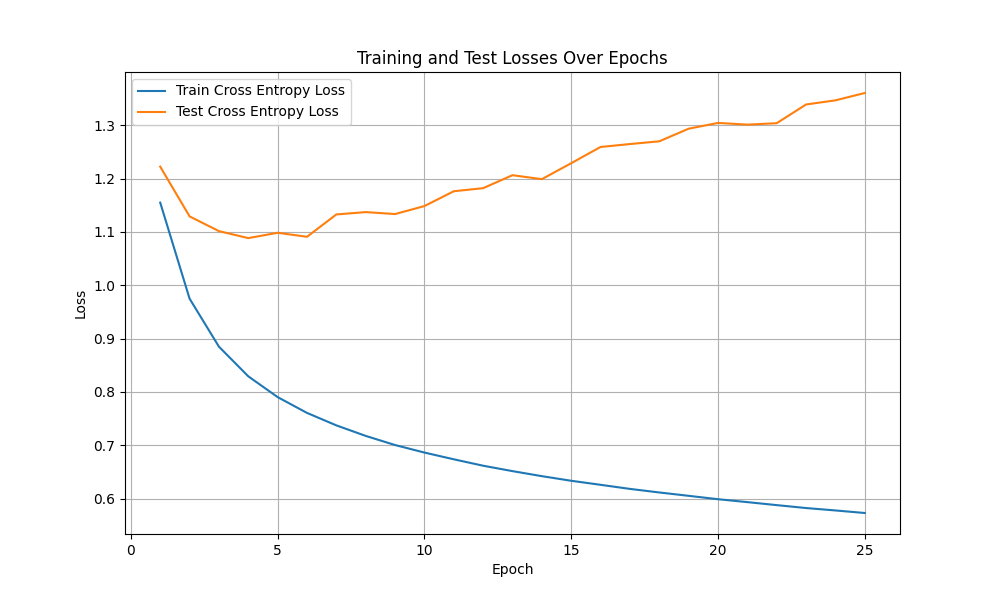 Training and Test Losses Over Epochs
Train Cross Entropy Loss
Test Cross Entropy Loss
Loss
1.3
1.2
1.1
1.0
0.9
0.8
0.7
0.6
0 5 10 15 20 25
Epoch